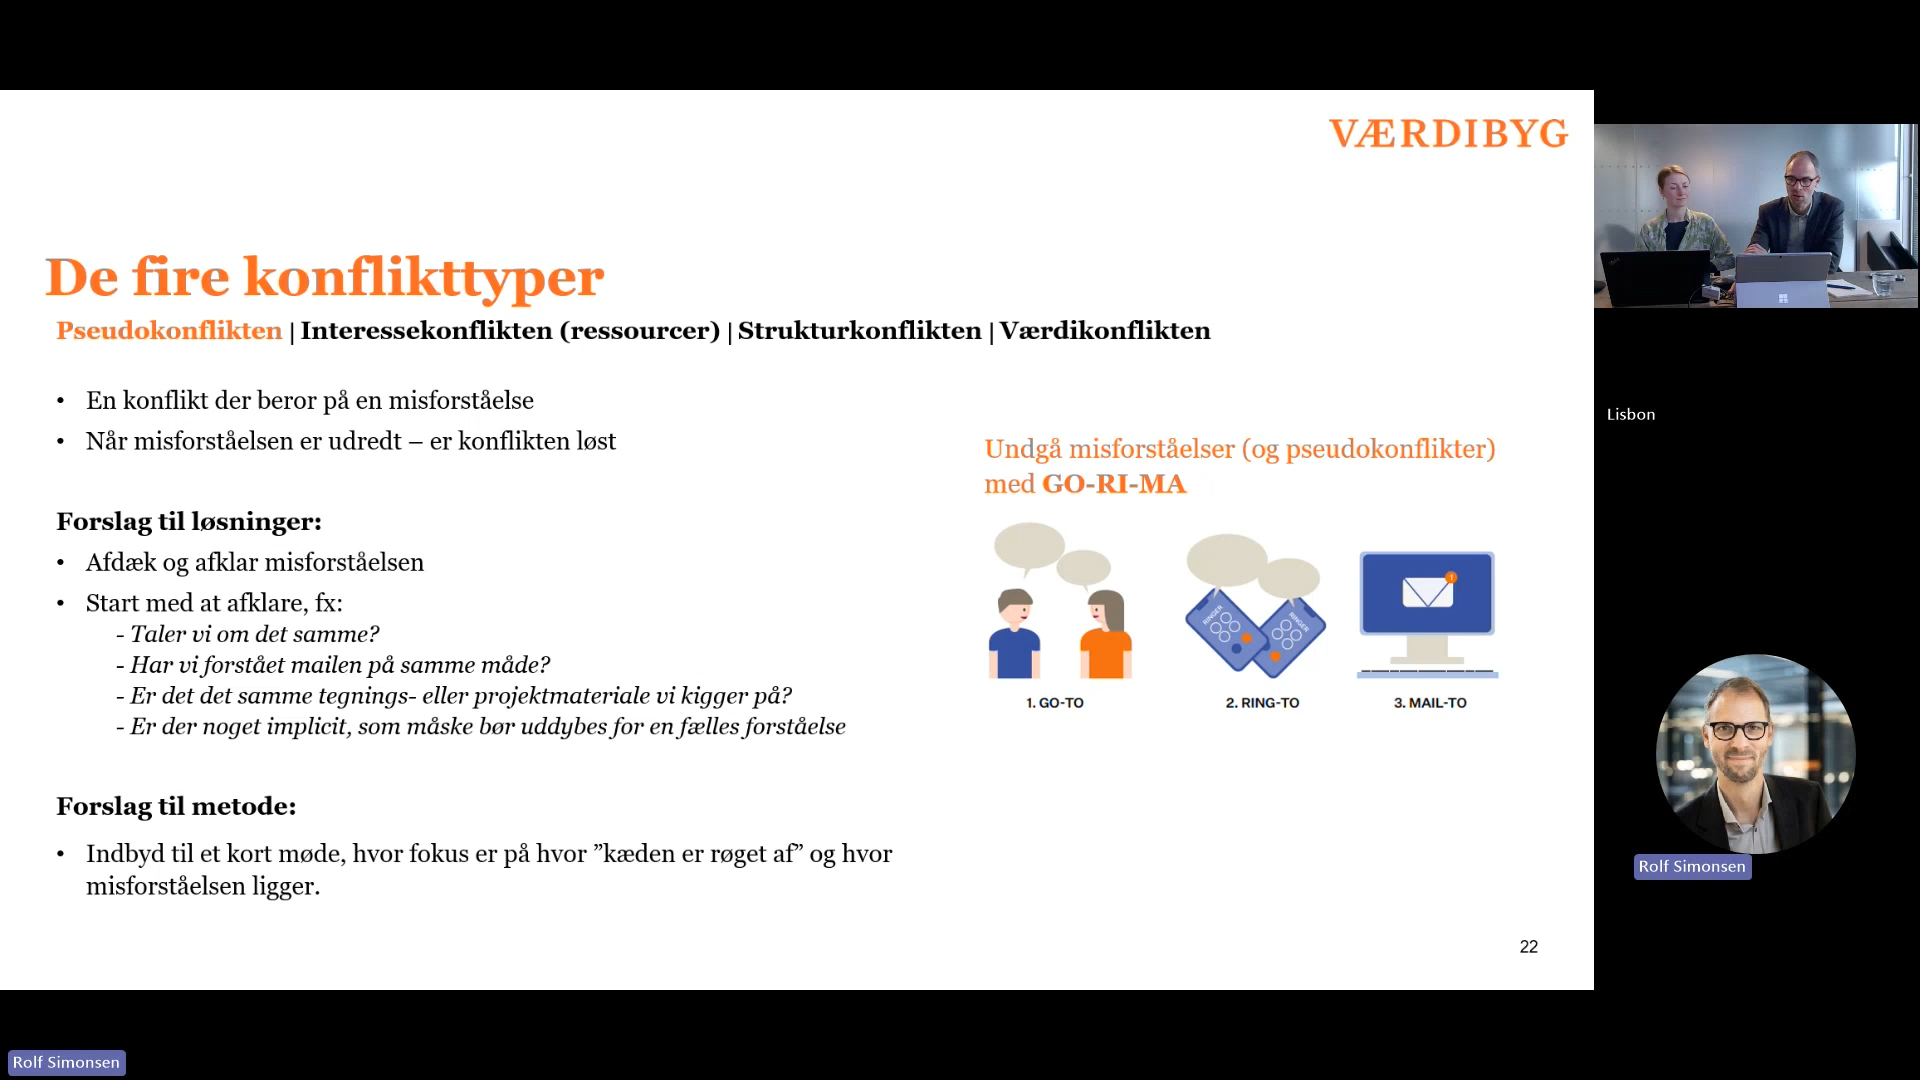 VÆRDIBYG
De fire konflikttyper
Pseudokonflikten | Interessekonflikten (ressourcer) | Strukturkonflikten | Værdikonflikten
• En konflikt der beror på en misforståelse
• Når misforståelsen er udredt – er konflikten løst
Forslag til løsninger:
• Afdæk og afklar misforståelsen
• Start med at afklare, fx:
- Taler vi om det samme?
- Har vi forstået mailen på samme måde?
- Er det det samme tegnings- eller projektmateriale vi kigger på?
- Er der noget implicit, som måske bør uddybes for en fælles forståelse
Forslag til metode:
• Indbyd til et kort møde, hvor fokus er på hvor ”kæden er røget af” og hvor
misforståelsen ligger.
Undgå misforståelser (og pseudokonflikter)
med GO-RI-MA
RINGER
RINGER
1
1. GO-TO
2. RING-TO
3. MAIL-TO
22
Lisbon
Rolf Simonsen
Rolf Simonsen